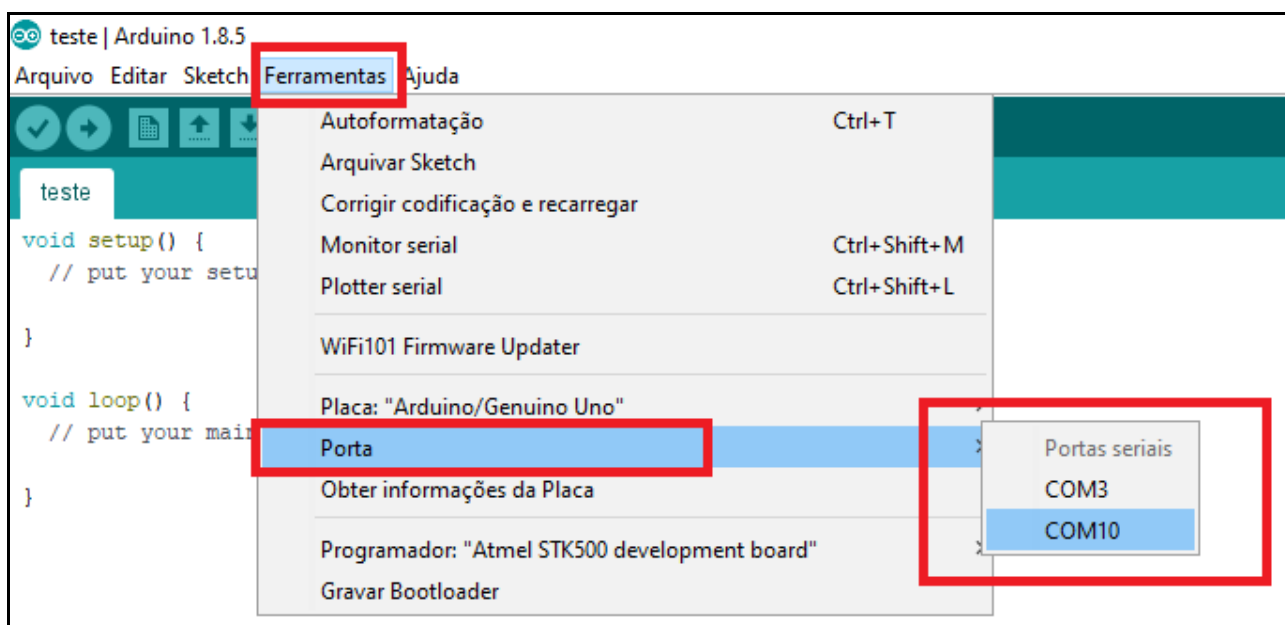 teste | Arduino 1.8.5
Arquivo Editar Sketch Ferramentas Ajuda
Autoformatação Ctrl+T
Arquivar Sketch
teste
Corrigir codificação e recarregar
void setup() {
Monitor serial Ctrl+Shift+M
// put your setu
Plotter serial Ctrl+Shift+L
}
WiFi101 Firmware Updater
void loop() {
Placa: "Arduino/Genuino Uno"
// put your main
Porta
Portas seriais
Obter informações da Placa
COM3
}
COM10
Programador: "Atmel STK500 development board"
Gravar Bootloader